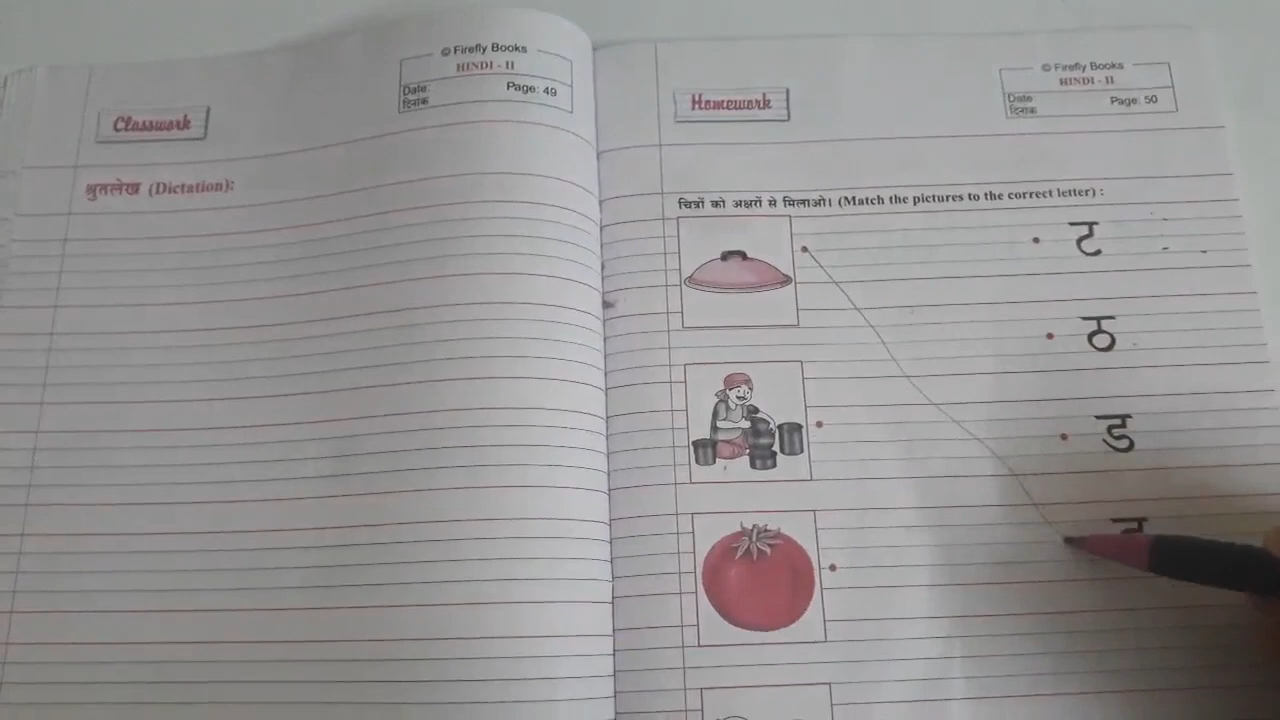 © Firefly Books
HINDI - II
Date:
दिनांक
Page: 49
Classwork
श्रुतलेख (Dictation):
© Firefly Books
HINDI - II
Date
दिनांक
Page: 50
Homework
चित्रों को अक्षरों से मिलाओ। (Match the pictures to the correct letter) :
ट
ठ
ड